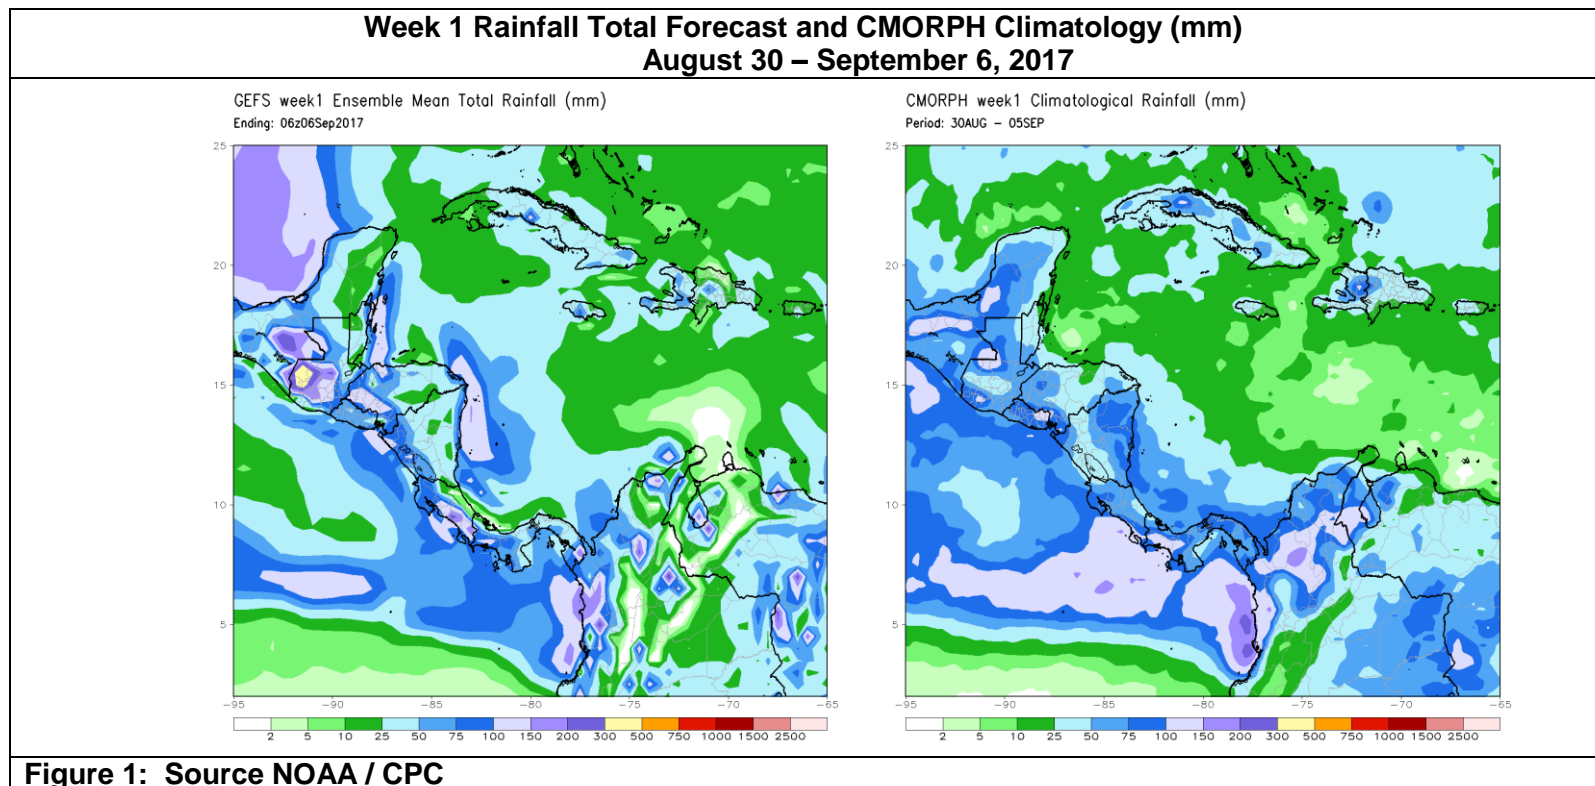 Week 1 Rainfall Total Forecast and CMORPH Climatology (mm)
August 30 – September 6, 2017
GEFS week1 Ensemble Mean Total Rainfall (mm)
Ending: 06z06Sep2017
25
20
15
10
5
-95 -90 -85 -80 -75 -70 -65
2 5 10 25 50 75 100 150 200 300 500 750 1000 1500 2500
CMORPH week1 Climatological Rainfall (mm)
Period: 30AUG – 05SEP
25
20
15
10
5
-95 -90 -85 -80 -75 -70 -65
2 5 10 25 50 75 100 150 200 300 500 750 1000 1500 2500
Figure 1: Source NOAA / CPC